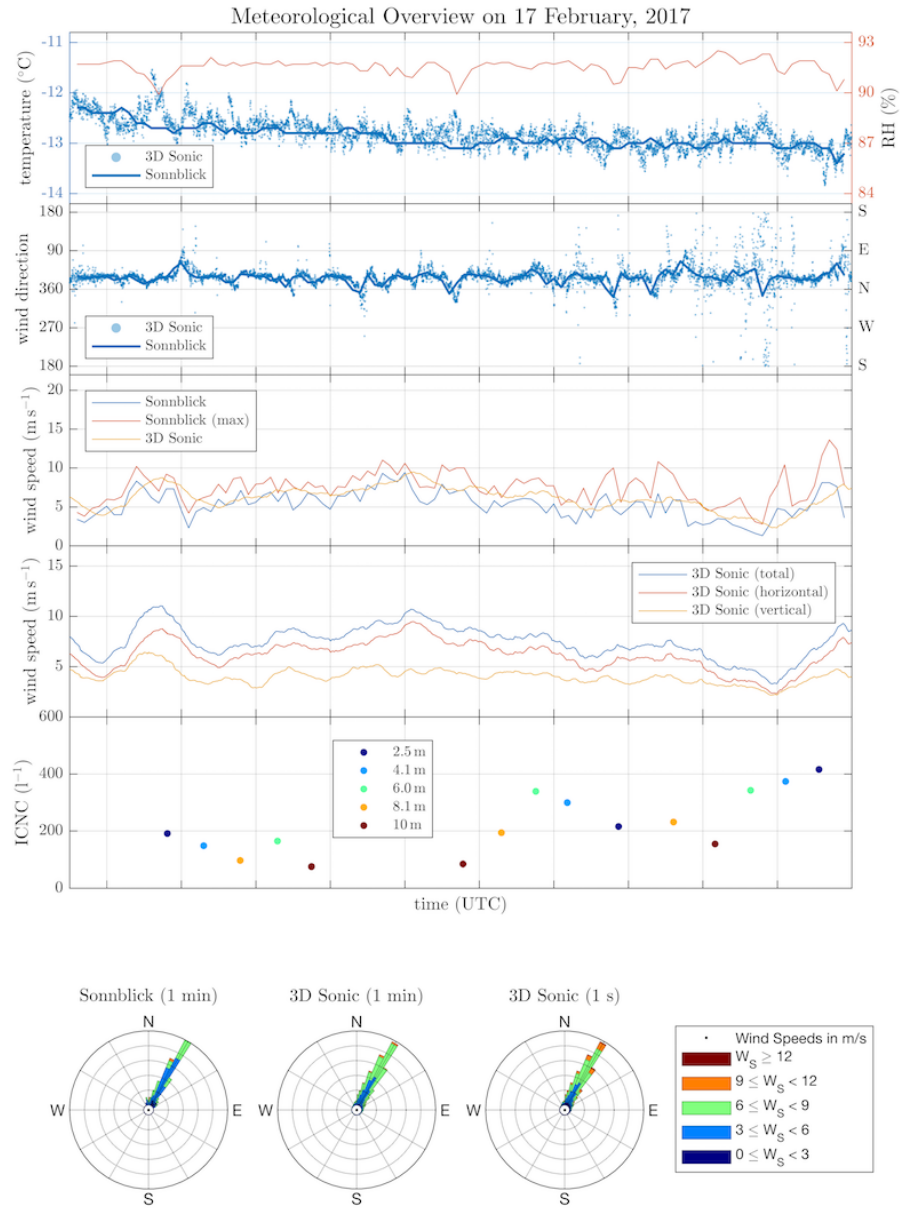 Meteorological Overview on 17 February, 2017
temperature (°C)
-11
-12
-13
-14
3D Sonic
Sonnblick
93
90
87
84
RH (%)
wind direction
180
90
360
270
180
3D Sonic
Sonnblick
S
E
N
W
S
wind speed (m s⁻¹)
20
15
10
5
0
Sonnblick
Sonnblick (max)
3D Sonic
wind speed (m s⁻¹)
15
10
5
3D Sonic (total)
3D Sonic (horizontal)
3D Sonic (vertical)
ICNC (l⁻¹)
600
400
200
0
2.5 m
4.1 m
6.0 m
8.1 m
10 m
time (UTC)
Sonnblick (1 min)
N
W
E
S
3D Sonic (1 min)
N
W
E
S
3D Sonic (1 s)
N
W
E
S
Wind Speeds in m/s
W_S ≥ 12
9 ≤ W_S < 12
6 ≤ W_S < 9
3 ≤ W_S < 6
0 ≤ W_S < 3